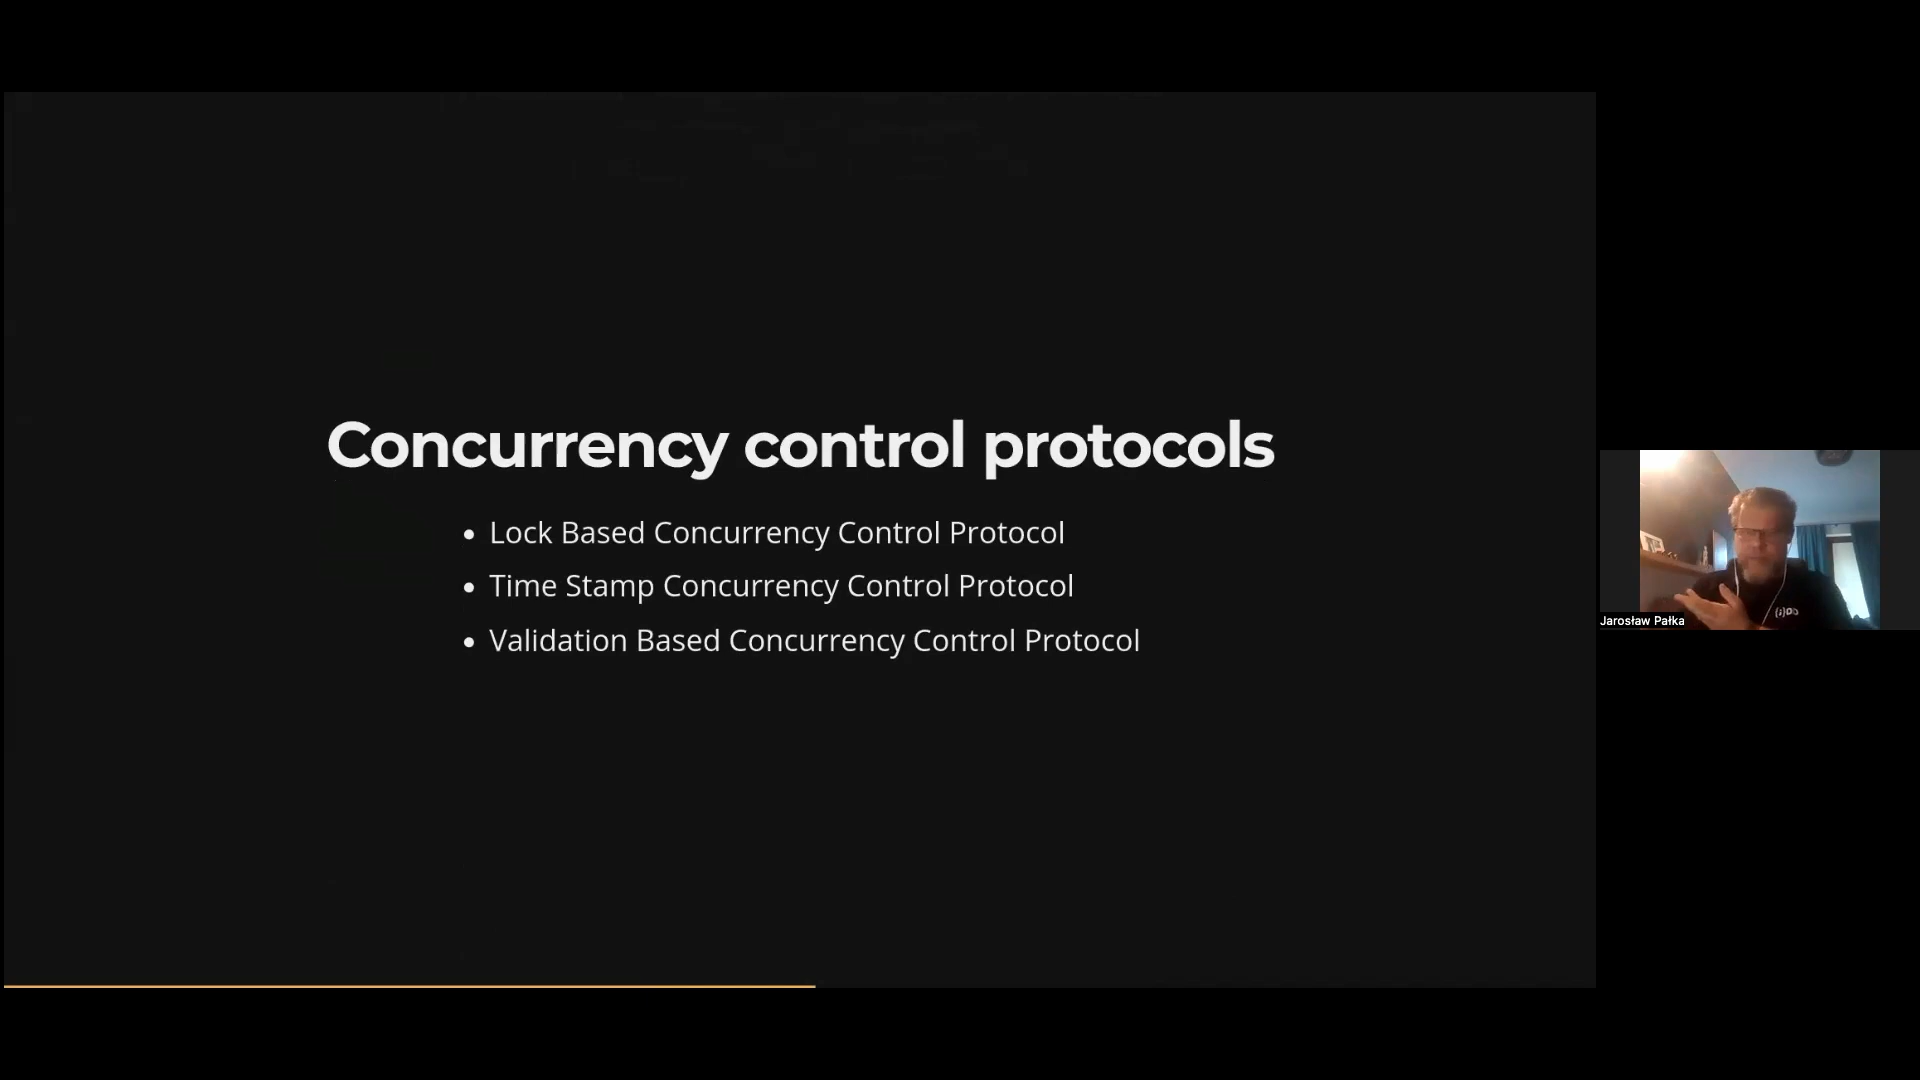 Concurrency control protocols
• Lock Based Concurrency Control Protocol
• Time Stamp Concurrency Control Protocol
• Validation Based Concurrency Control Protocol
Jarosław Pałka